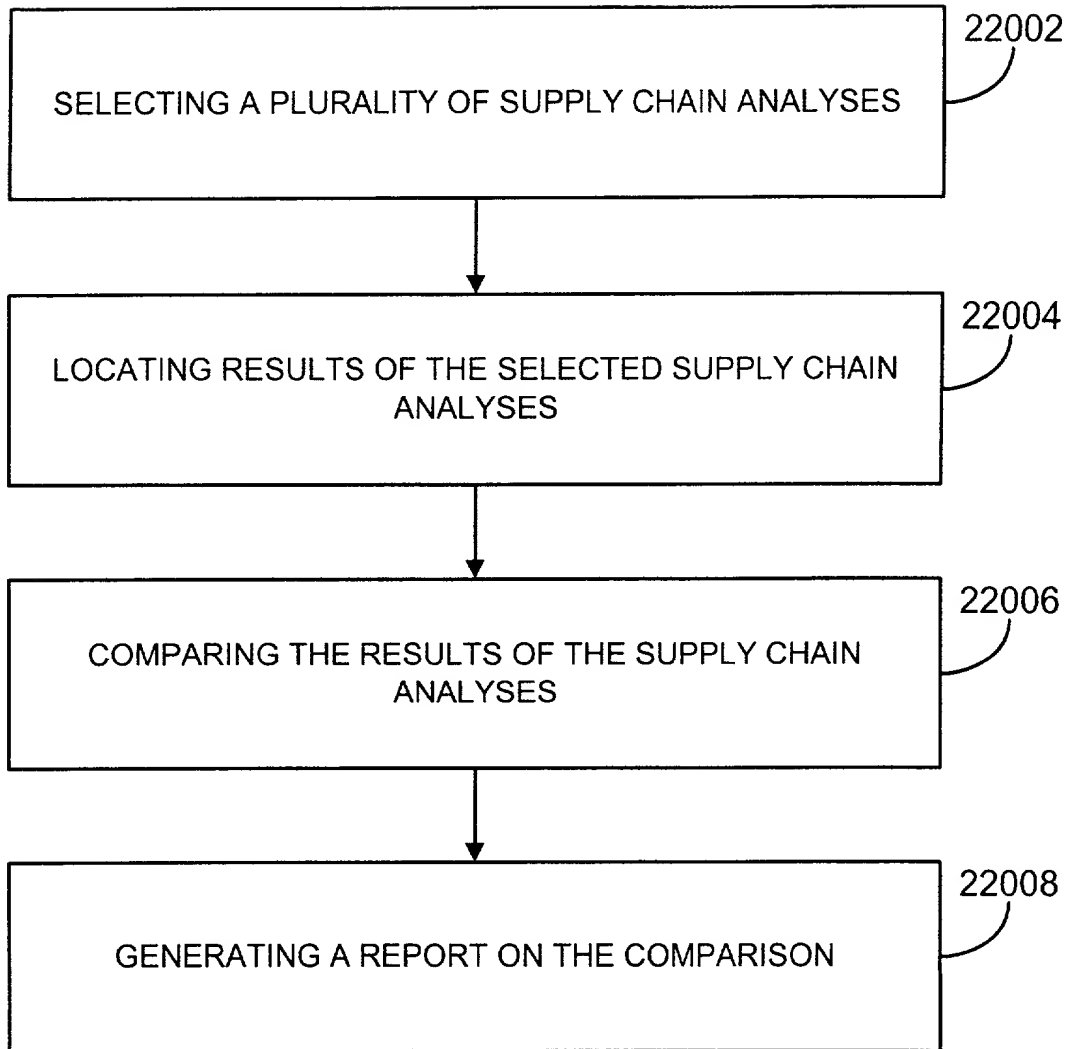 22002
SELECTING A PLURALITY OF SUPPLY CHAIN ANALYSES
22004
LOCATING RESULTS OF THE SELECTED SUPPLY CHAIN
ANALYSES
22006
COMPARING THE RESULTS OF THE SUPPLY CHAIN
ANALYSES
22008
GENERATING A REPORT ON THE COMPARISON